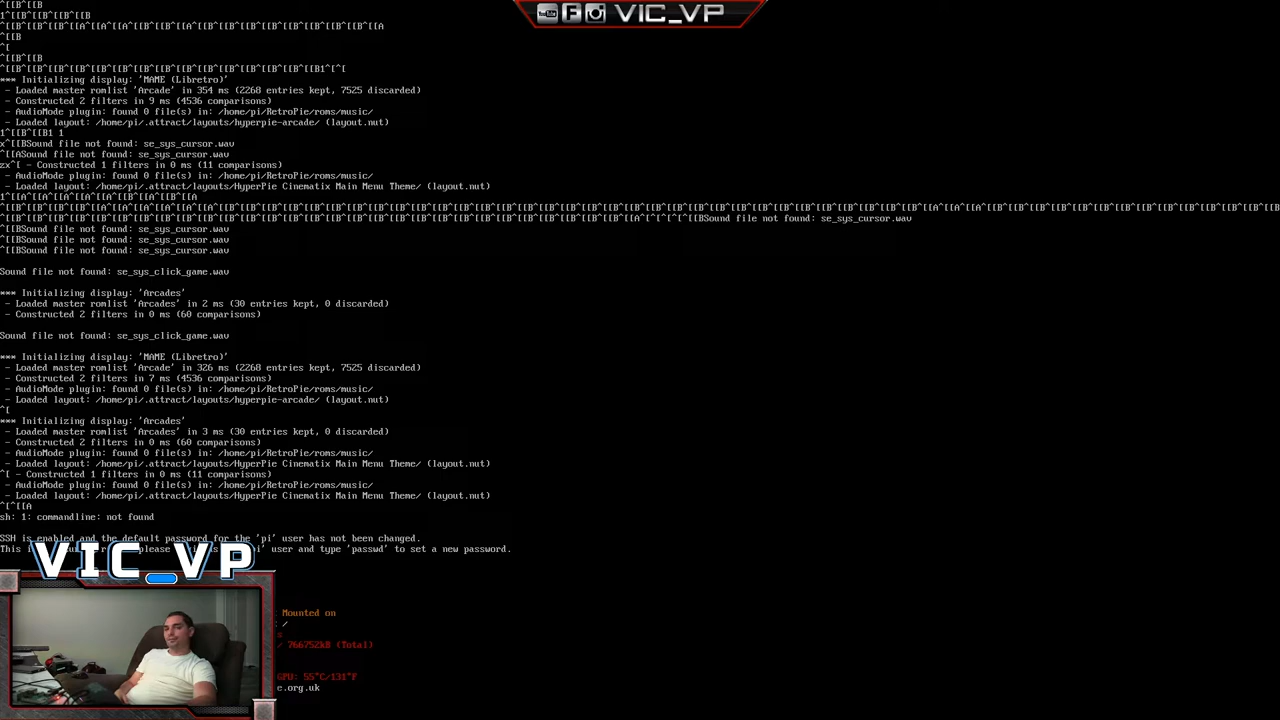 ^[[B^[[B
VIC_VP
1^[[B^[[B^[[B^[[B
^[[B^[[B^[[B^[[A^[[A^[[A^[[B^[[A^[[B^[[B^[[B^[[B^[[B^[[B^[[B^[[A
^[[B
^[
^[[B^[[B
^[[B^[[B^[[B^[[B^[[B^[[B^[[B^[[B^[[B^[[B^[[B^[[B^[[B1^[^[
*** Initializing display: 'MAME (Libretro)'
- Loaded master romlist 'Arcade' in 354 ms (2268 entries kept, 7525 discarded)
- Constructed 2 filters in 9 ms (4536 comparisons)
- AudioMode plugin: found 0 file(s) in: /home/pi/RetroPie/roms/music/
- Loaded layout: /home/pi/.attract/layouts/hyperpie-arcade/ (layout.nut)
1^[[B^[[B1 1
x^[[BSound file not found: se_sys_cursor.wav
^[[ASound file not found: se_sys_cursor.wav
zx^[ - Constructed 1 filters in 0 ms (11 comparisons)
- AudioMode plugin: found 0 file(s) in: /home/pi/RetroPie/roms/music/
- Loaded layout: /home/pi/.attract/layouts/HyperPie Cinematix Main Menu Theme/ (layout.nut)
1^[[A^[[A^[[A^[[A^[[B^[[A^[[B^[[A
Sound file not found: se_sys_cursor.wav
^[[BSound file not found: se_sys_cursor.wav
^[[BSound file not found: se_sys_cursor.wav
^[[BSound file not found: se_sys_cursor.wav
Sound file not found: se_sys_click_game.wav
*** Initializing display: 'Arcades'
- Loaded master romlist 'Arcades' in 2 ms (30 entries kept, 0 discarded)
- Constructed 2 filters in 0 ms (60 comparisons)
Sound file not found: se_sys_click_game.wav
*** Initializing display: 'MAME (Libretro)'
- Loaded master romlist 'Arcade' in 326 ms (2268 entries kept, 7525 discarded)
- Constructed 2 filters in 7 ms (4536 comparisons)
- AudioMode plugin: found 0 file(s) in: /home/pi/RetroPie/roms/music/
- Loaded layout: /home/pi/.attract/layouts/hyperpie-arcade/ (layout.nut)
^[
*** Initializing display: 'Arcades'
- Loaded master romlist 'Arcades' in 3 ms (30 entries kept, 0 discarded)
- Constructed 2 filters in 0 ms (60 comparisons)
- AudioMode plugin: found 0 file(s) in: /home/pi/RetroPie/roms/music/
- Loaded layout: /home/pi/.attract/layouts/HyperPie Cinematix Main Menu Theme/ (layout.nut)
^[ - Constructed 1 filters in 0 ms (11 comparisons)
- AudioMode plugin: found 0 file(s) in: /home/pi/RetroPie/roms/music/
- Loaded layout: /home/pi/.attract/layouts/HyperPie Cinematix Main Menu Theme/ (layout.nut)
^[^[[A
sh: 1: commandline: not found
SSH is enabled and the default password for the 'pi' user has not been changed.
This i please user and type 'passwd' to set a new password.
VIC_VP
Mounted on
/
/ 766752kB (Total)
GPU: 55°C/131°F
e.org.uk